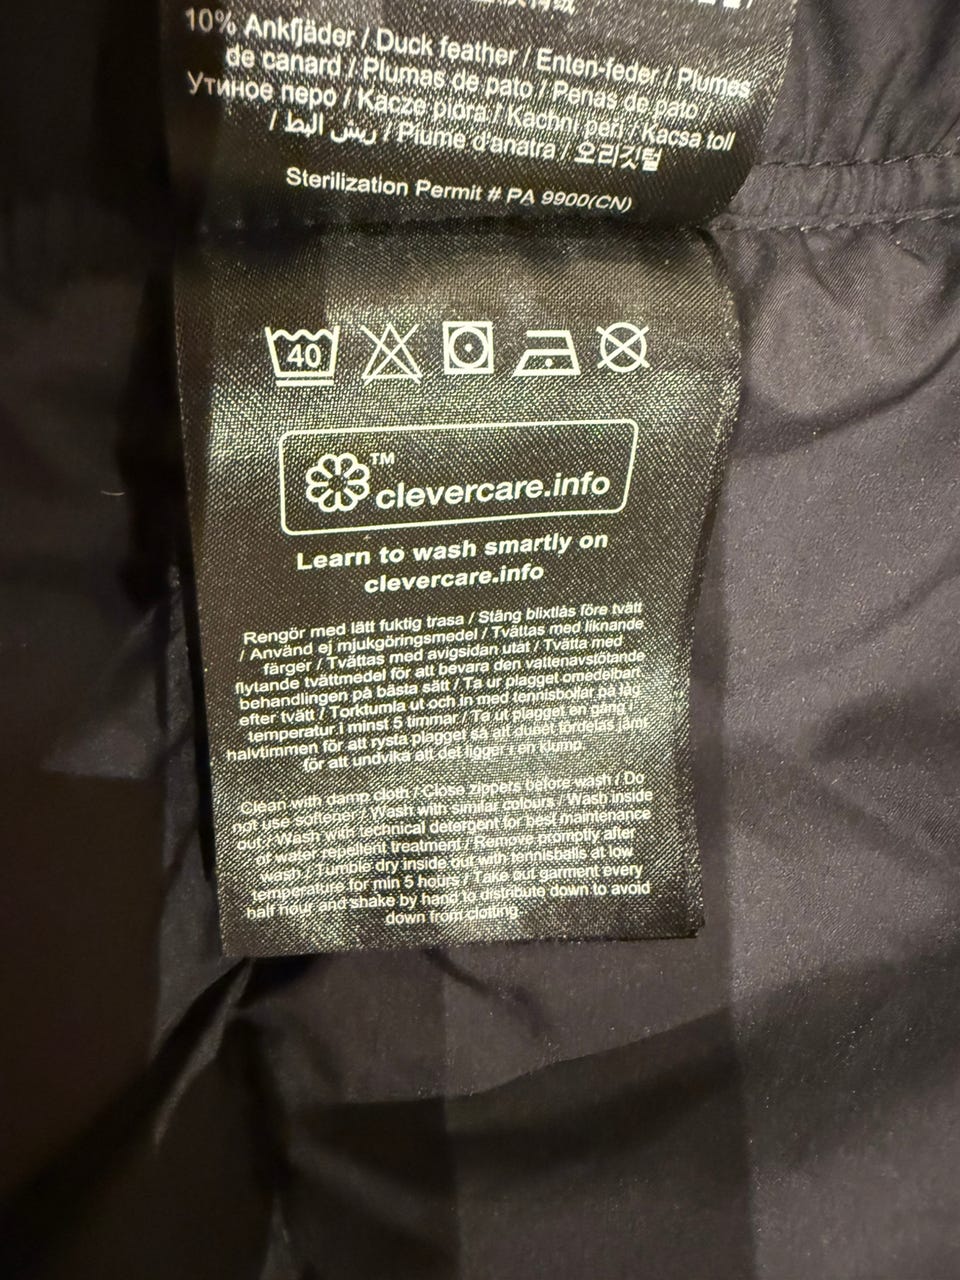 10% Ankfjäder / Duck feather / Enten-feder / Plumes
de canard / Plumas de pato / Penas de pato /
Утиное перо / Kacze pióra / Kachní peří / Kacsa toll
/ ريش البط / Piume d'anatra / 오리깃털
Sterilization Permit # PA 9900(CN)
40
TM
clevercare.info
Learn to wash smartly on
clevercare.info
Rengör med lätt fuktig trasa / Stäng blixtlås före tvätt
/ Använd ej mjukgöringsmedel / Tvättas med liknande
färger / Tvättas med avigsidan utåt / Tvätta med
flytande tvättmedel för att bevara den vattenavstötande
behandlingen på bästa sätt / Ta ur plagget omedelbart
efter tvätt / Torktumla ut och in med tennisbollar på låg
temperatur i minst 5 timmar / Ta ut plagget en gång i
halvtimmen för att rysta plagget så att dunet fördelas jämt
för att undvika att det ligger i en klump.
Clean with damp cloth / Close zippers before wash / Do
not use softener / Wash with similar colours / Wash inside
out / Wash with technical detergent for best maintenance
of water repellent treatment / Remove promptly after
wash / Tumble dry inside out with tennisballs at low
temperature for min 5 hours / Take out garment every
half hour and shake by hand to distribute down to avoid
down from clotting